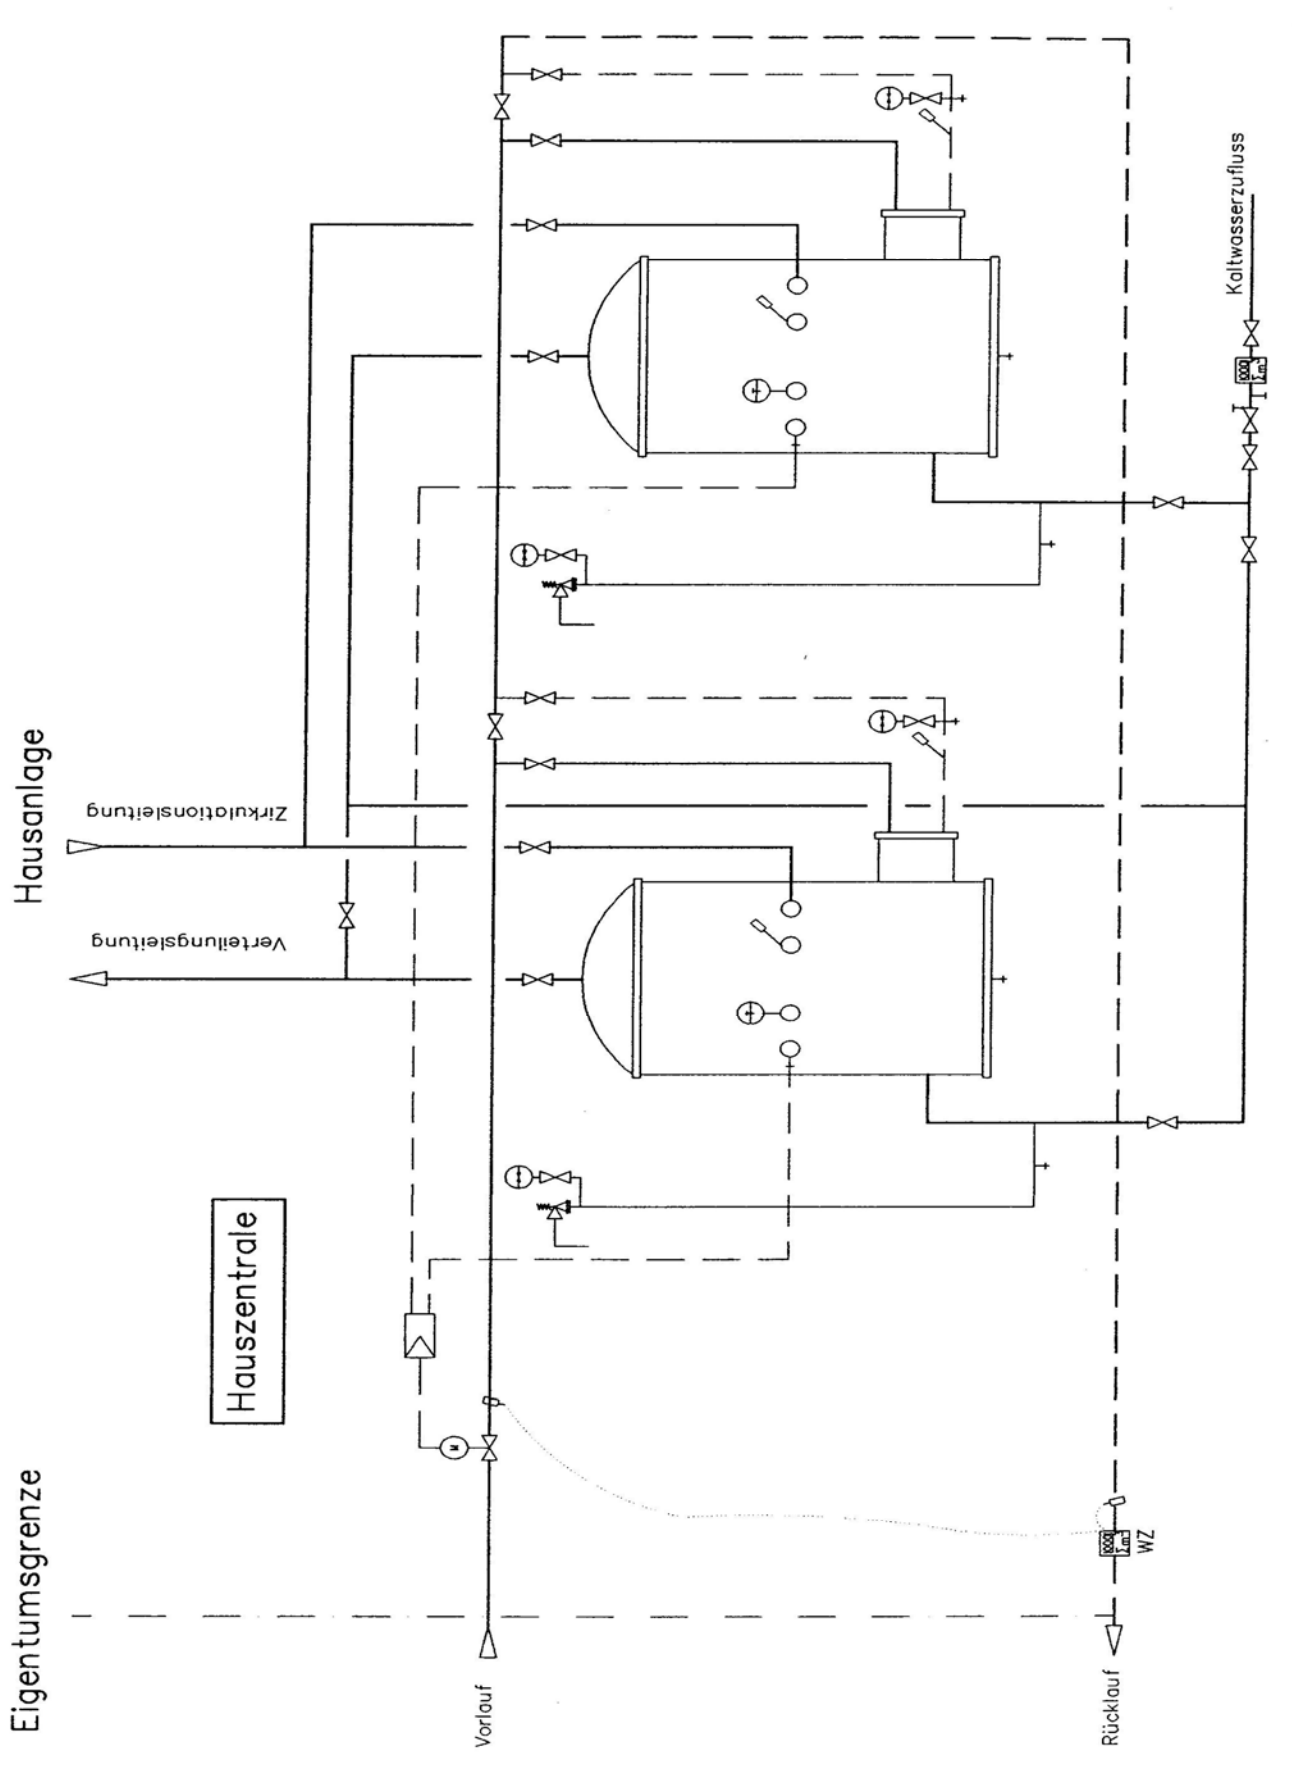 Eigentumsgrenze
Hausanlage
Hauszentrale
Verteilungsleitung
Zirkulationsleitung
Vorlauf
M
Rücklauf
WZ
Kaltwasserzufluss